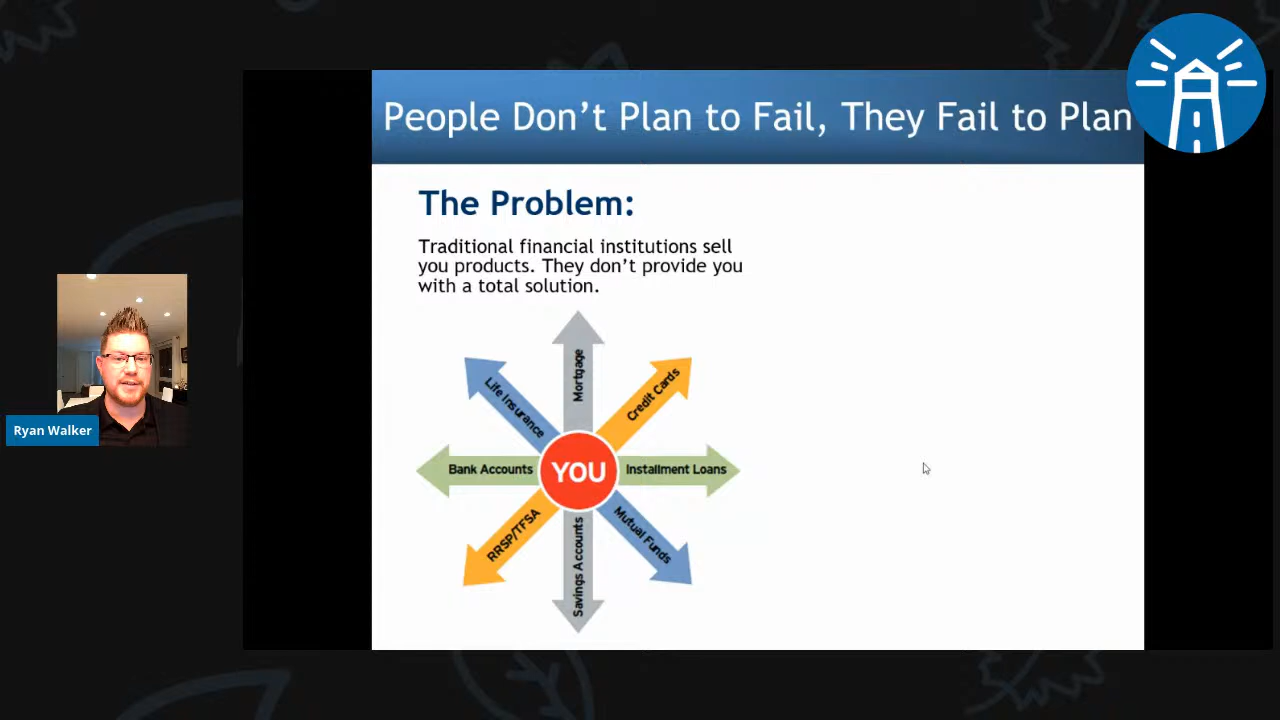 People Don't Plan to Fail, They Fail to Plan
The Problem:
Traditional financial institutions sell
you products. They don't provide you
with a total solution.
Mortgage
Life Insurance
Credit Cards
Bank Accounts
YOU
Installment Loans
RRSP/TFSA
Mutual Funds
Savings Accounts
Ryan Walker